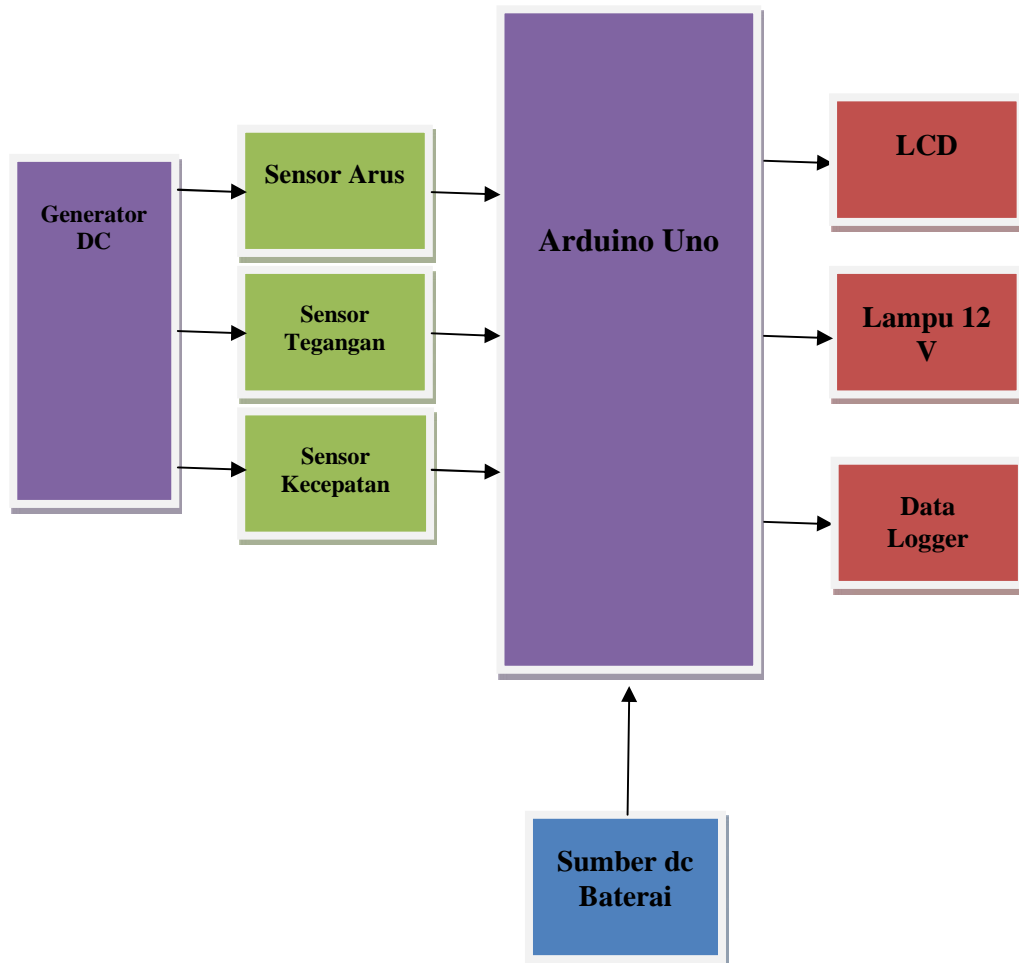 Generator
DC
Sensor Arus
Sensor
Tegangan
Sensor
Kecepatan
Arduino Uno
LCD
Lampu 12
V
Data
Logger
Sumber dc
Baterai